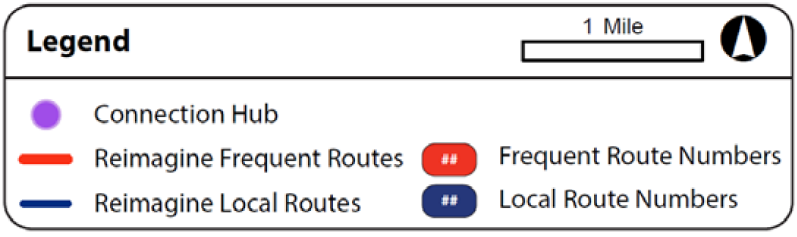 Legend
1 Mile
Connection Hub
Reimagine Frequent Routes
## Frequent Route Numbers
Reimagine Local Routes
## Local Route Numbers